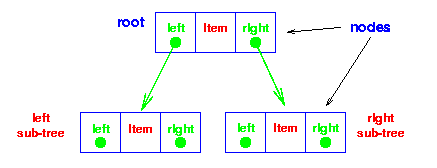 root
left Item right
nodes
left
sub-tree
left Item right
left Item right
right
sub-tree